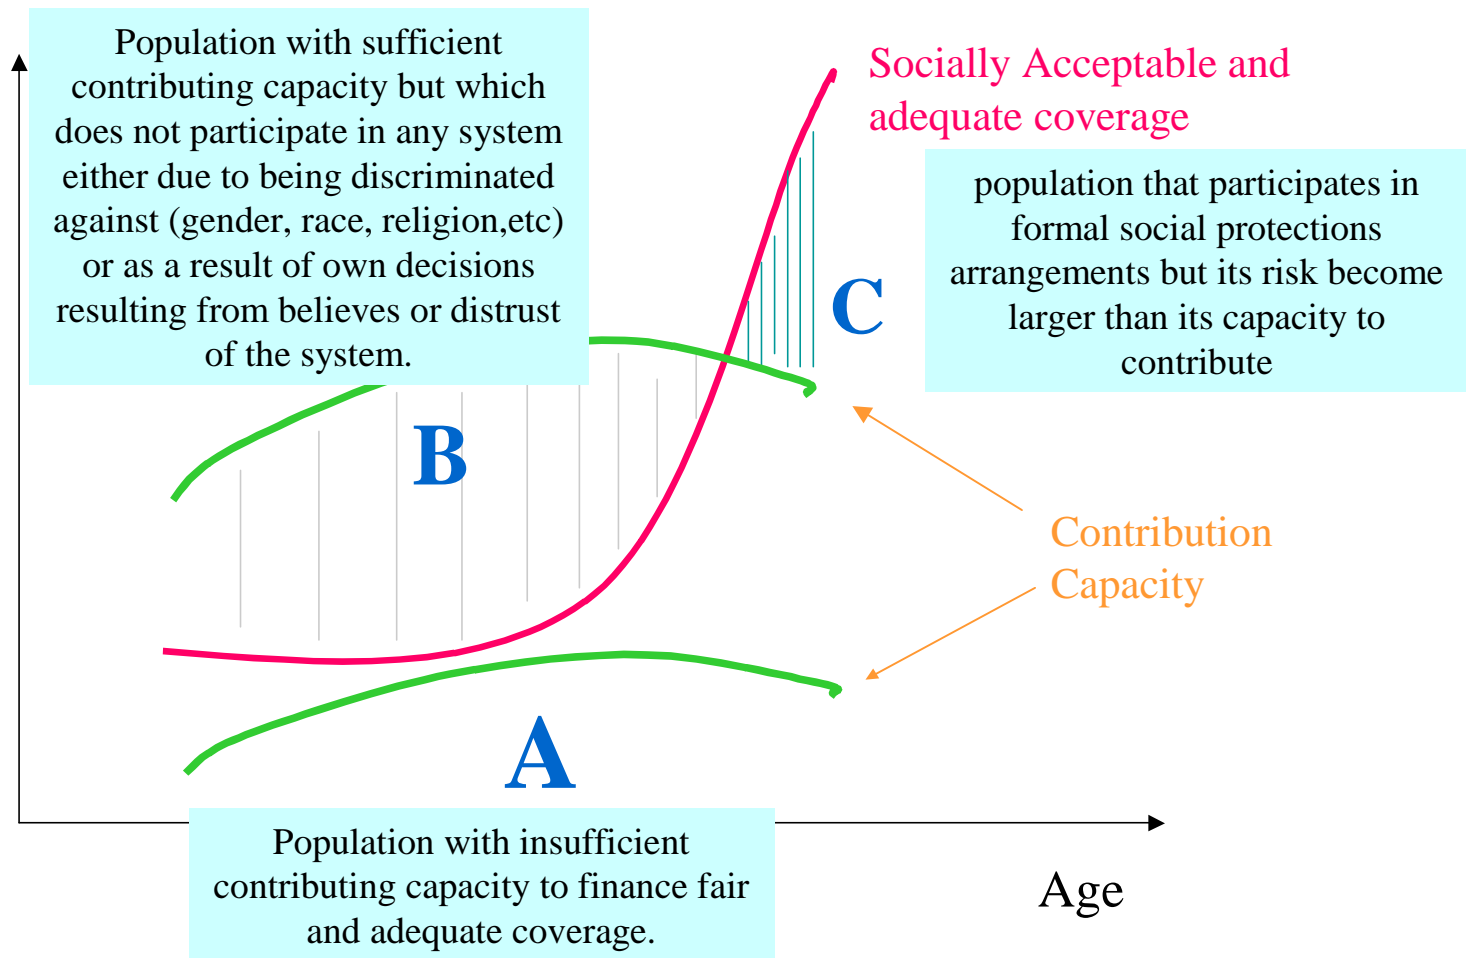 Population with sufficient
contributing capacity but which
does not participate in any system
either due to being discriminated
against (gender, race, religion,etc)
or as a result of own decisions
resulting from believes or distrust
of the system.
Socially Acceptable and
adequate coverage
population that participates in
formal social protections
arrangements but its risk become
larger than its capacity to
contribute
C
B
Contribution
Capacity
A
Population with insufficient
contributing capacity to finance fair
and adequate coverage.
Age